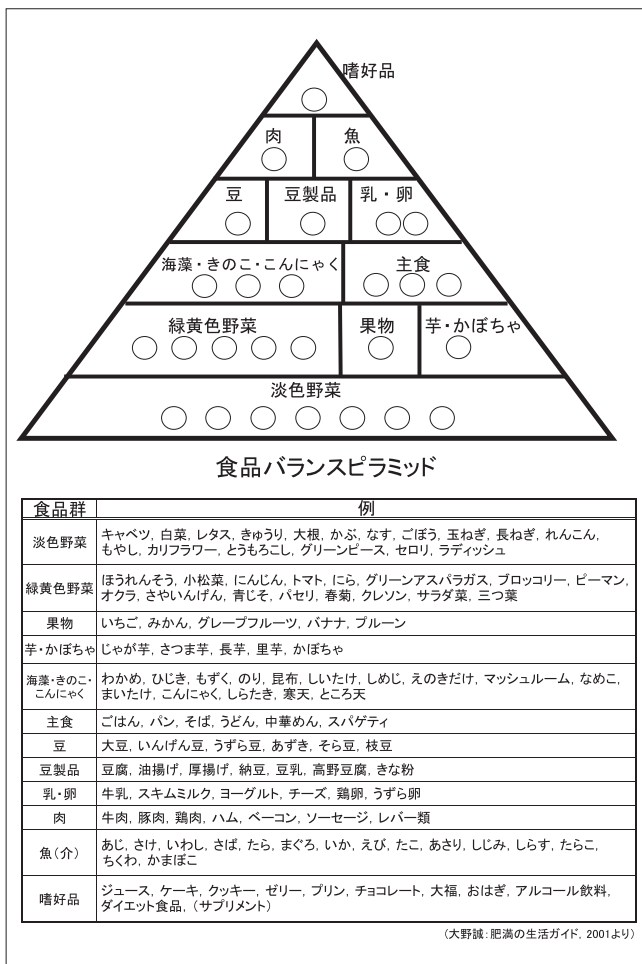 嗜好品
肉 魚
豆 豆製品 乳・卵
海藻・きのこ・こんにゃく 主食
緑黄色野菜 果物 芋・かぼちゃ
淡色野菜
食品バランスピラミッド
食品群 例
淡色野菜 キャベツ, 白菜, レタス, きゅうり, 大根, かぶ, なす, ごぼう, 玉ねぎ, 長ねぎ, れんこん,
もやし, カリフラワー, とうもろこし, グリーンピース, セロリ, ラディッシュ
緑黄色野菜 ほうれんそう, 小松菜, にんじん, トマト, にら, グリーンアスパラガス, ブロッコリー, ピーマン,
オクラ, さやいんげん, 青じそ, パセリ, 春菊, クレソン, サラダ菜, 三つ葉
果物 いちご, みかん, グレープフルーツ, バナナ, プルーン
芋・かぼちゃ じゃが芋, さつま芋, 長芋, 里芋, かぼちゃ
海藻・きのこ・
こんにゃく
わかめ, ひじき, もずく, のり, 昆布, しいたけ, しめじ, えのきだけ, マッシュルーム, なめこ,
まいたけ, こんにゃく, しらたき, 寒天, ところ天
主食 ごはん, パン, そば, うどん, 中華めん, スパゲティ
豆 大豆, いんげん豆, うずら豆, あずき, そら豆, 枝豆
豆製品 豆腐, 油揚げ, 厚揚げ, 納豆, 豆乳, 高野豆腐, きな粉
乳・卵 牛乳, スキムミルク, ヨーグルト, チーズ, 鶏卵, うずら卵
肉 牛肉, 豚肉, 鶏肉, ハム, ベーコン, ソーセージ, レバー類
魚(介) あじ, さけ, いわし, さば, たら, まぐろ, いか, えび, たこ, あさり, しじみ, しらす, たらこ,
ちくわ, かまぼこ
嗜好品 ジュース, ケーキ, クッキー, ゼリー, プリン, チョコレート, 大福, おはぎ, アルコール飲料,
ダイエット食品, (サプリメント)
(大野誠:肥満の生活ガイド, 2001より)